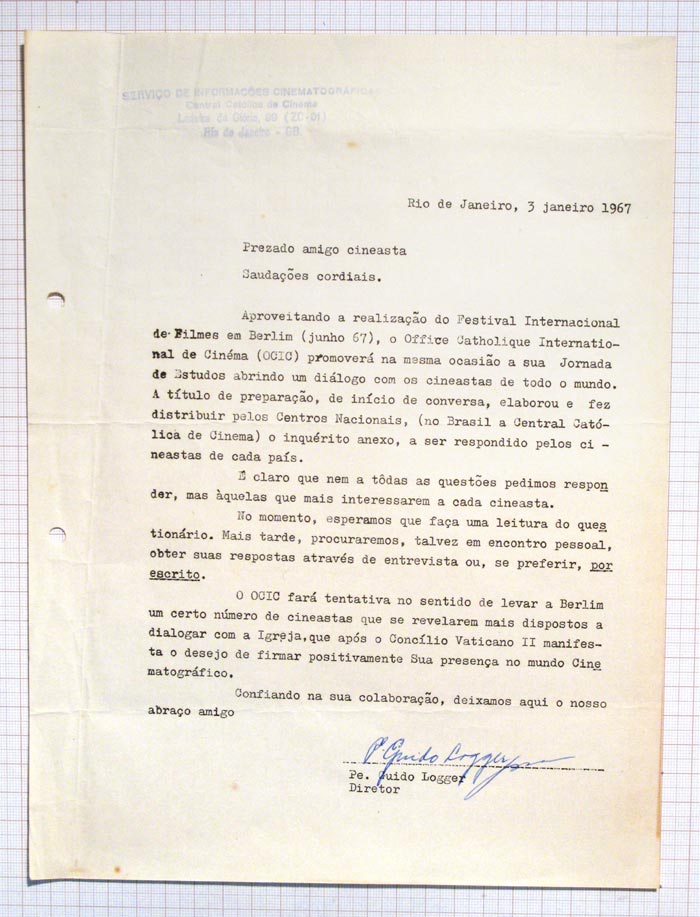 SERVIÇO DE INFORMAÇÕES CINEMATOGRÁFICAS
Central Católica de Cinema
Ladeira da Glória, 99 (ZC-01)
Rio de Janeiro - GB.
Rio de Janeiro, 3 janeiro 1967
Prezado amigo cineasta
Saudações cordiais.
Aproveitando a realização do Festival Internacional
de Filmes em Berlim (junho 67), o Office Catholique Internatio-
nal de Cinéma (OCIC) promoverá na mesma ocasião a sua Jornada
de Estudos abrindo um diálogo com os cineastas de todo o mundo.
A título de preparação, de início de conversa, elaborou e fez
distribuir pelos Centros Nacionais, (no Brasil a Central Cató-
lica de Cinema) o inquérito anexo, a ser respondido pelos ci -
neastas de cada país.
É claro que nem a tôdas as questões pedimos respon
der, mas àquelas que mais interessarem a cada cineasta.
No momento, esperamos que faça uma leitura do ques
tionário. Mais tarde, procuraremos, talvez em encontro pessoal,
obter suas respostas através de entrevista ou, se preferir, por
escrito.
O OCIC fará tentativa no sentido de levar a Berlim
um certo número de cineastas que se revelarem mais dispostos a
dialogar com a Igreja,que após o Concílio Vaticano II manifes-
ta o desejo de firmar positivamente Sua presença no mundo Cine
matográfico.
Confiando na sua colaboração, deixamos aqui o nosso
abraço amigo
P. Guido Logger
Pe. Guido Logger
Diretor